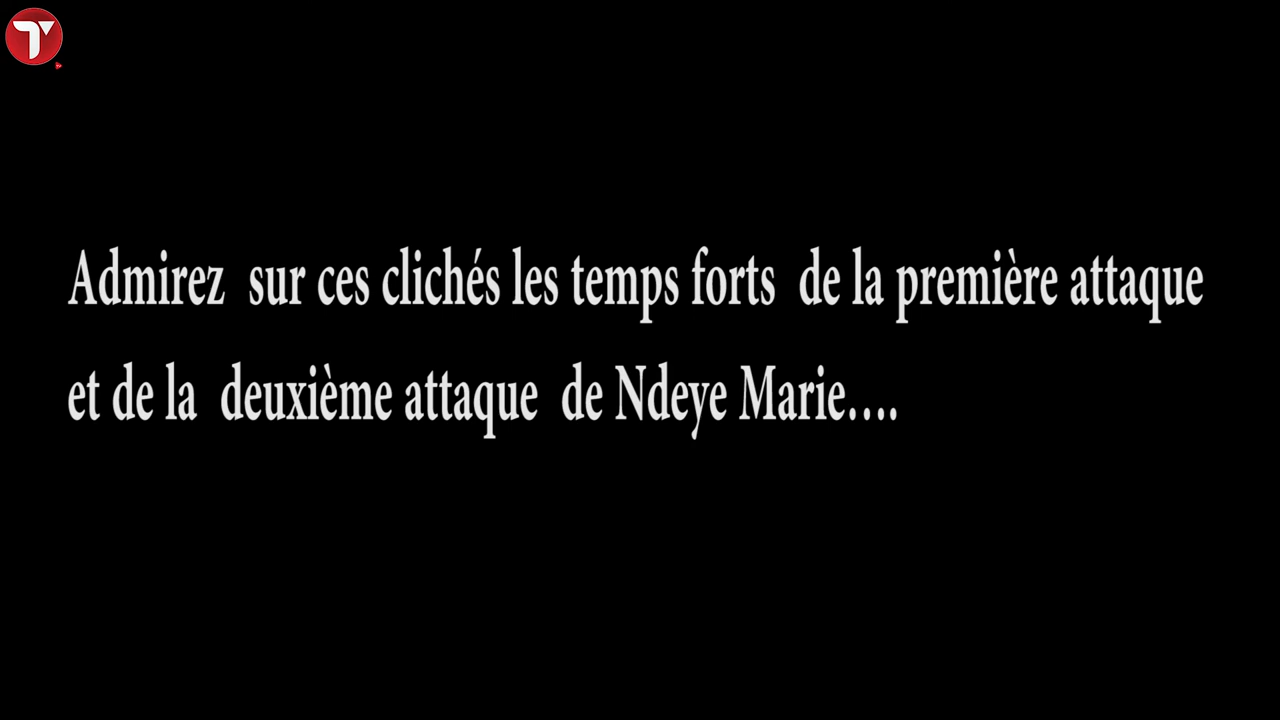 Admirez sur ces clichés les temps forts de la première attaque
et de la deuxième attaque de Ndeye Marie....